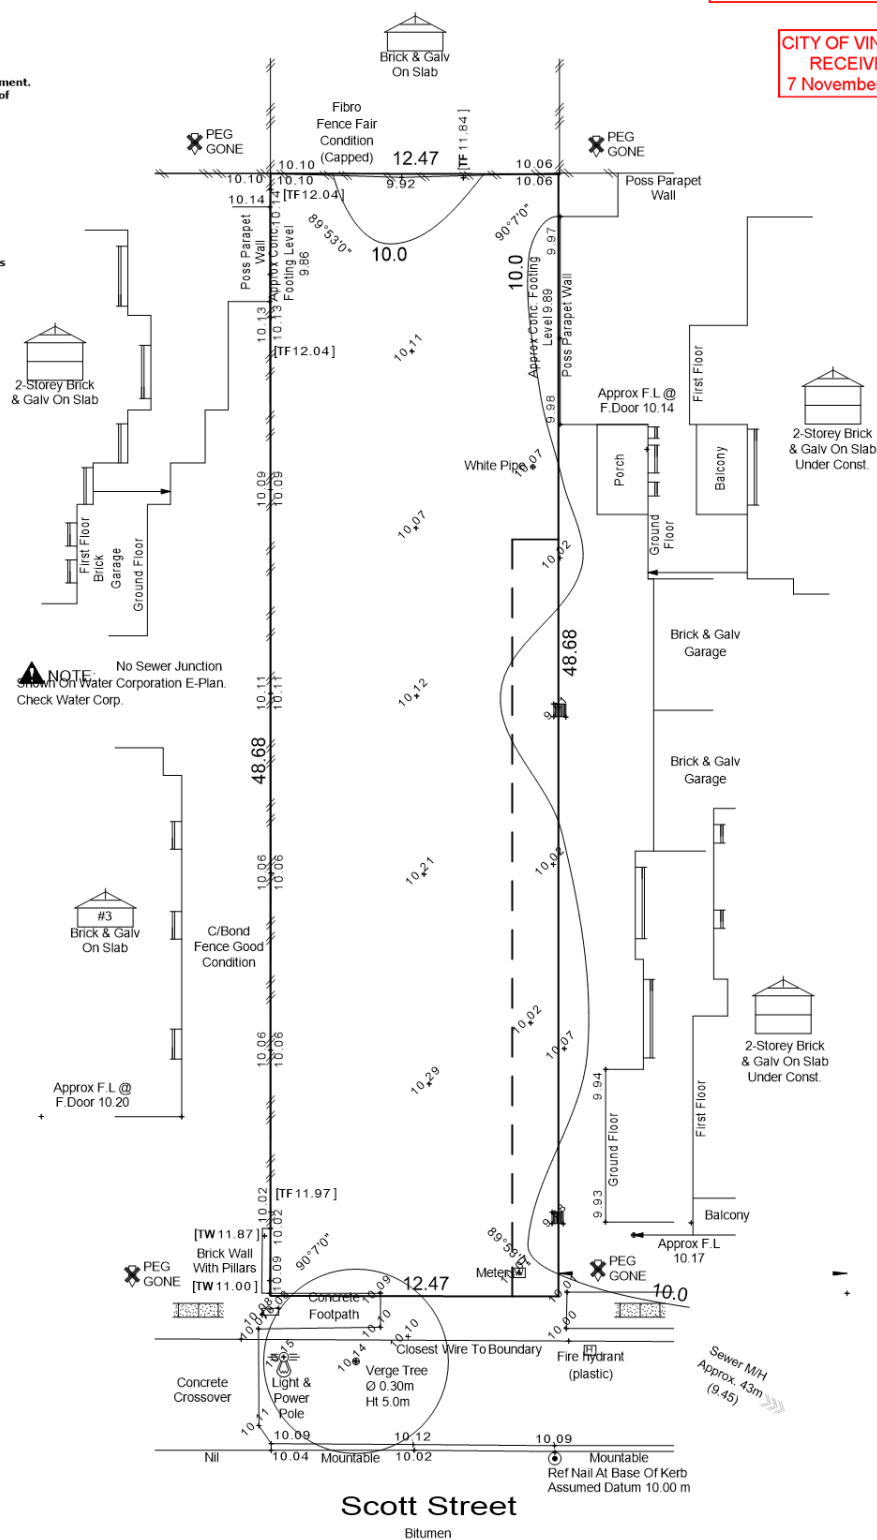 Brick & Galv
On Slab
CITY OF VIN
RECEIV
7 November
ment.
of
s
Fibro
Fence Fair
Condition
(Capped)
12.47
[TF 11.84]
PEG
GONE
PEG
GONE
10.10
10.10
10.10
9.92
10.06
10.06
10.14
10.14
[TF12.04]
89°53'0"
90°7'0"
10.0
10.0
Poss Parapet
Wall
Poss Parapet
Wall
Approx Conc.
Footing Level
9.86
9.97
Approx Conc. Footing
Level 9.89
Poss Parapet Wall
10.13
10.13
[TF12.04]
10.11
9.98
2-Storey Brick
& Galv On Slab
Approx F.L @
F.Door 10.14
First Floor
2-Storey Brick
& Galv On Slab
Under Const.
White Pipe
10.07
Porch
Balcony
10.09
10.09
10.07
Ground
Floor
First Floor
Brick
Garage
Ground Floor
10.02
48.68
Brick & Galv
Garage
NOTE:
No Sewer Junction
Shown On Water Corporation E-Plan.
Check Water Corp.
10.11
10.11
10.12
48.68
Brick & Galv
Garage
10.06
10.06
10.21
10.02
#3
Brick & Galv
On Slab
C/Bond
Fence Good
Condition
10.06
10.06
10.02
10.07
10.29
2-Storey Brick
& Galv On Slab
Under Const.
Approx F.L @
F.Door 10.20
9.94
Ground Floor
First Floor
9.93
[TF11.97]
10.02
10.02
[TW 11.87]
Brick Wall
With Pillars
[TW 11.00]
10.09
90°7'0"
89°53'0"
Balcony
Approx F.L
10.17
PEG
GONE
Meter
PEG
GONE
12.47
10.0
10.09
Concrete
Footpath
10.10
10.10
10.00
Closest Wire To Boundary
H
Fire hydrant
(plastic)
10.15
10.14
Verge Tree
Ø 0.30m
Ht 5.0m
Concrete
Crossover
Light &
Power
Pole
10.11
Sewer M/H
Approx. 43m
(9.45)
10.09
10.12
10.09
Nil
10.04
Mountable
10.02
Mountable
Ref Nail At Base Of Kerb
Assumed Datum 10.00 m
Scott Street
Bitumen